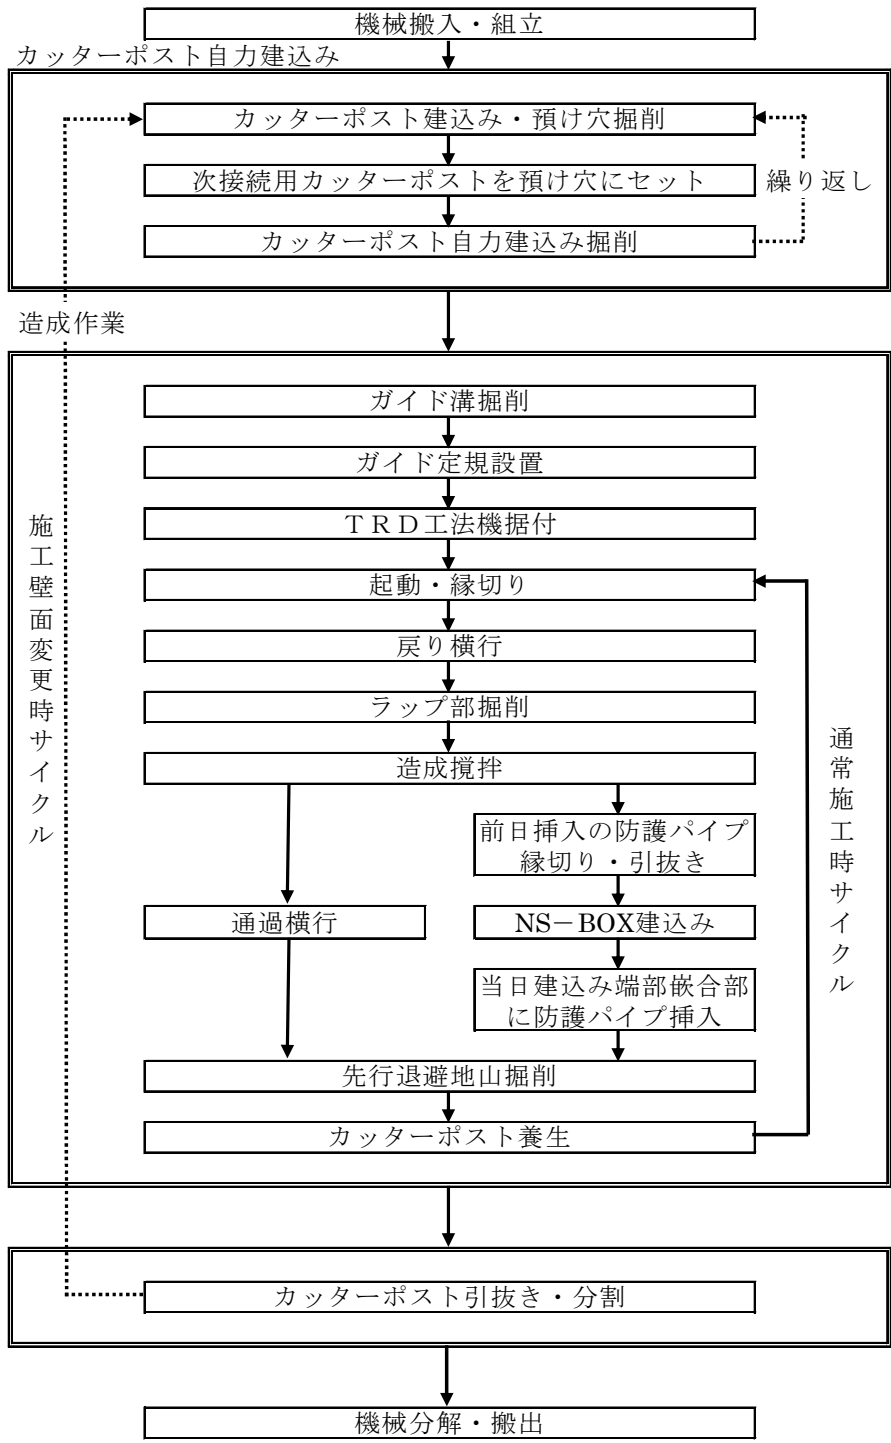 機械搬入・組立
カッターポスト自力建込み
カッターポスト建込み・預け穴掘削
次接続用カッターポストを預け穴にセット
繰り返し
カッターポスト自力建込み掘削
造成作業
ガイド溝掘削
ガイド定規設置
ＴＲＤ工法機据付
起動・縁切り
戻り横行
ラップ部掘削
造成撹拌
前日挿入の防護パイプ
縁切り・引抜き
通過横行
NS－BOX建込み
当日建込み端部嵌合部
に防護パイプ挿入
先行退避地山掘削
カッターポスト養生
施工壁面変更時サイクル
通常施工時サイクル
カッターポスト引抜き・分割
機械分解・搬出